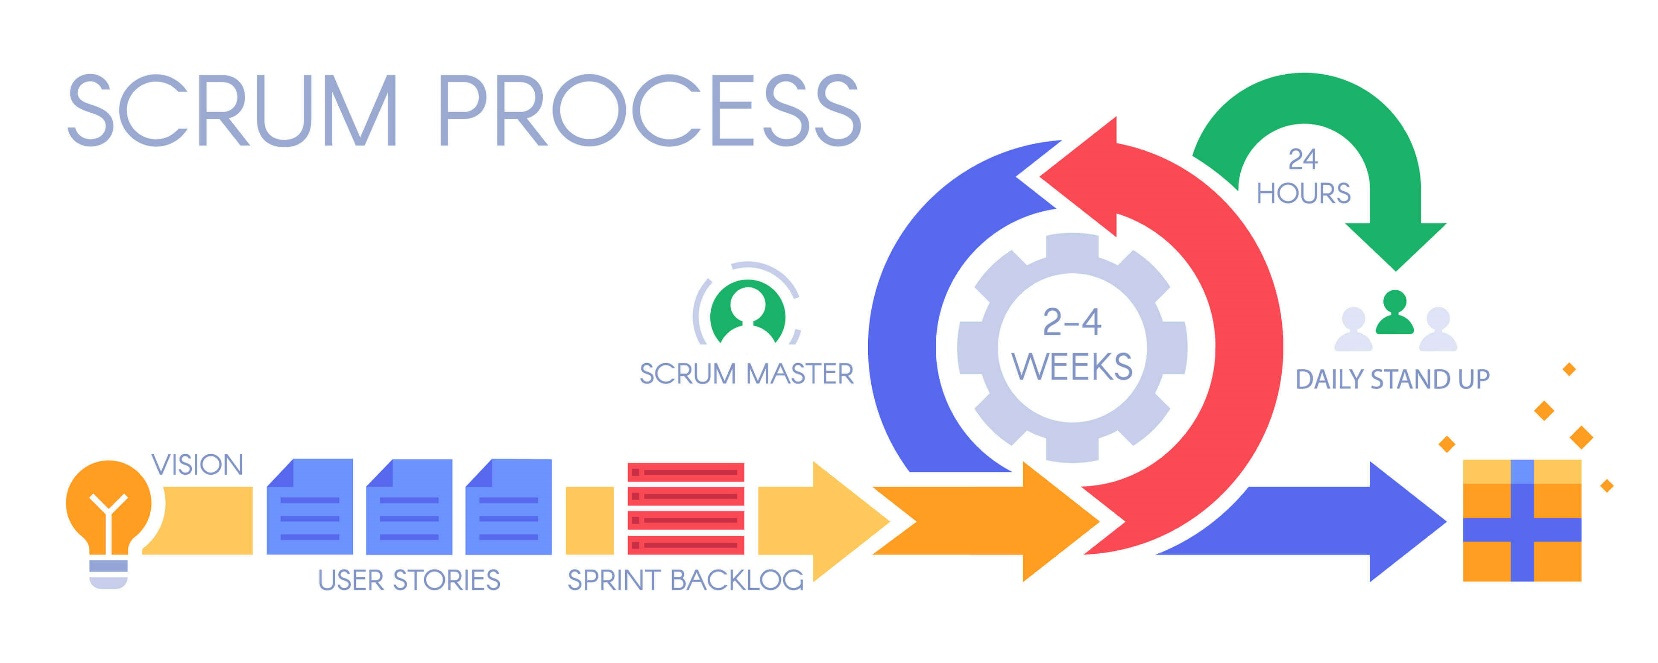 SCRUM PROCESS
24
HOURS
2-4
WEEKS
SCRUM MASTER
DAILY STAND UP
VISION
USER STORIES
SPRINT BACKLOG